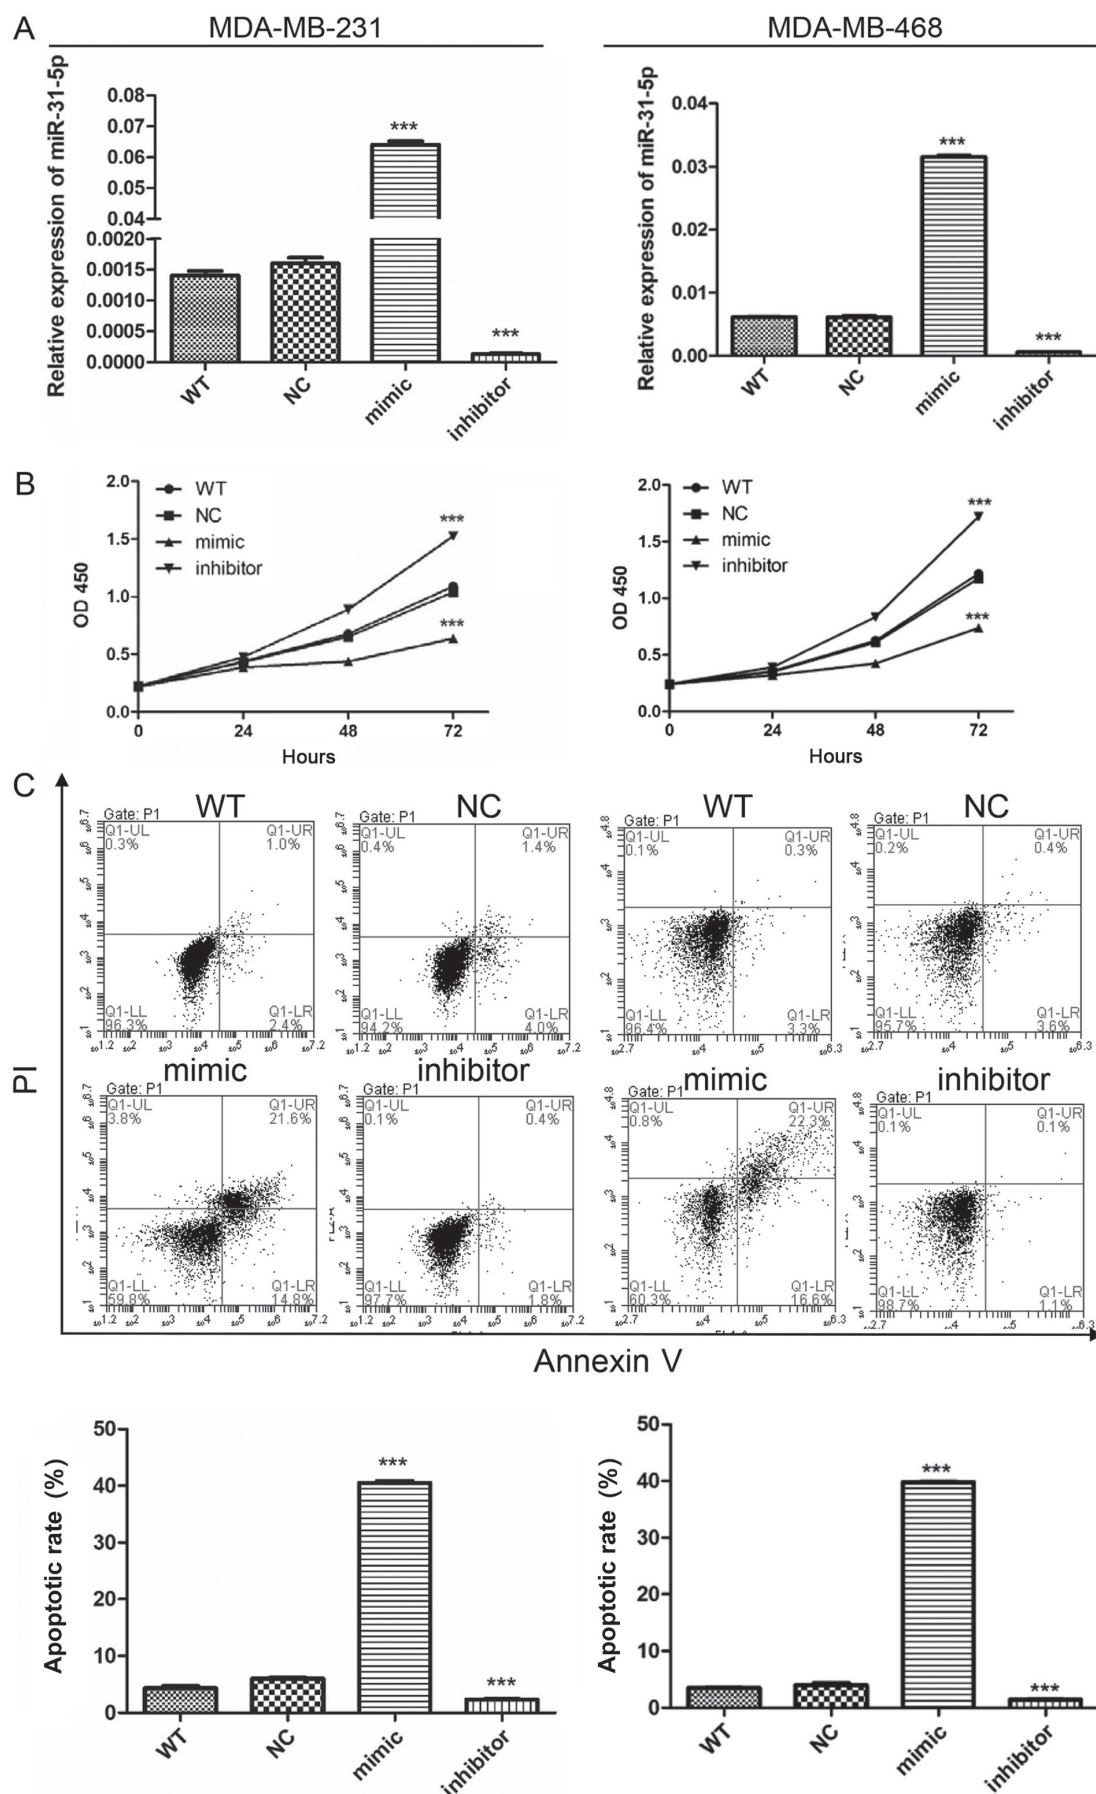 A
MDA-MB-231
MDA-MB-468
Relative expression of miR-31-5p
0.08
0.07
0.06
0.05
0.04
0.0020
0.0015
0.0010
0.0005
0.0000
***
***
WT
NC
mimic
inhibitor
Relative expression of miR-31-5p
0.04
0.03
0.02
0.01
0.00
***
***
WT
NC
mimic
inhibitor
B
OD 450
2.0
1.5
1.0
0.5
0.0
WT
NC
mimic
inhibitor
***
***
0 24 48 72
Hours
OD 450
2.0
1.5
1.0
0.5
0.0
WT
NC
mimic
inhibitor
***
***
0 24 48 72
Hours
C
PI
WT
Gate: P1
Q1-UL
0.3%
Q1-UR
1.0%
Q1-LL
96.3%
Q1-LR
2.4%
NC
Gate: P1
Q1-UL
0.4%
Q1-UR
1.4%
Q1-LL
94.2%
Q1-LR
4.0%
WT
Gate: P1
Q1-UL
0.1%
Q1-UR
0.3%
Q1-LL
96.4%
Q1-LR
3.3%
NC
Gate: P1
Q1-UL
0.2%
Q1-UR
0.4%
Q1-LL
95.7%
Q1-LR
3.6%
mimic
Gate: P1
Q1-UL
3.8%
Q1-UR
21.6%
Q1-LL
59.8%
Q1-LR
14.8%
inhibitor
Gate: P1
Q1-UL
0.1%
Q1-UR
0.4%
Q1-LL
97.7%
Q1-LR
1.8%
mimic
Gate: P1
Q1-UL
0.8%
Q1-UR
22.3%
Q1-LL
60.3%
Q1-LR
16.6%
inhibitor
Gate: P1
Q1-UL
0.1%
Q1-UR
0.1%
Q1-LL
98.7%
Q1-LR
1.1%
Annexin V
Apoptotic rate (%)
50
40
30
20
10
0
***
***
WT
NC
mimic
inhibitor
Apoptotic rate (%)
50
40
30
20
10
0
***
***
WT
NC
mimic
inhibitor